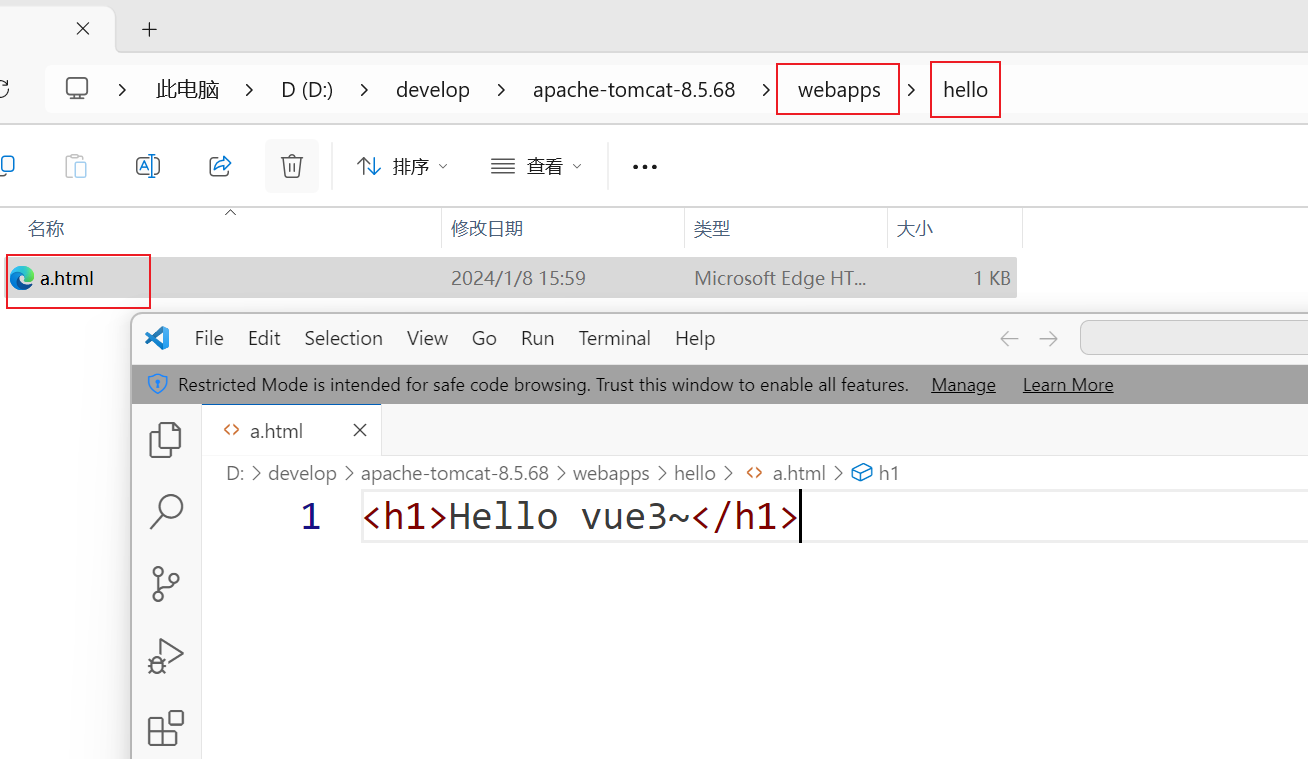 此电脑 > D (D:) > develop > apache-tomcat-8.5.68 > webapps > hello
排序 查看 •••
名称 修改日期 类型 大小
a.html 2024/1/8 15:59 Microsoft Edge HT... 1 KB
File Edit Selection View Go Run Terminal Help
Restricted Mode is intended for safe code browsing. Trust this window to enable all features. Manage Learn More
a.html
D: > develop > apache-tomcat-8.5.68 > webapps > hello > a.html > h1
1 <h1>Hello vue3~</h1>